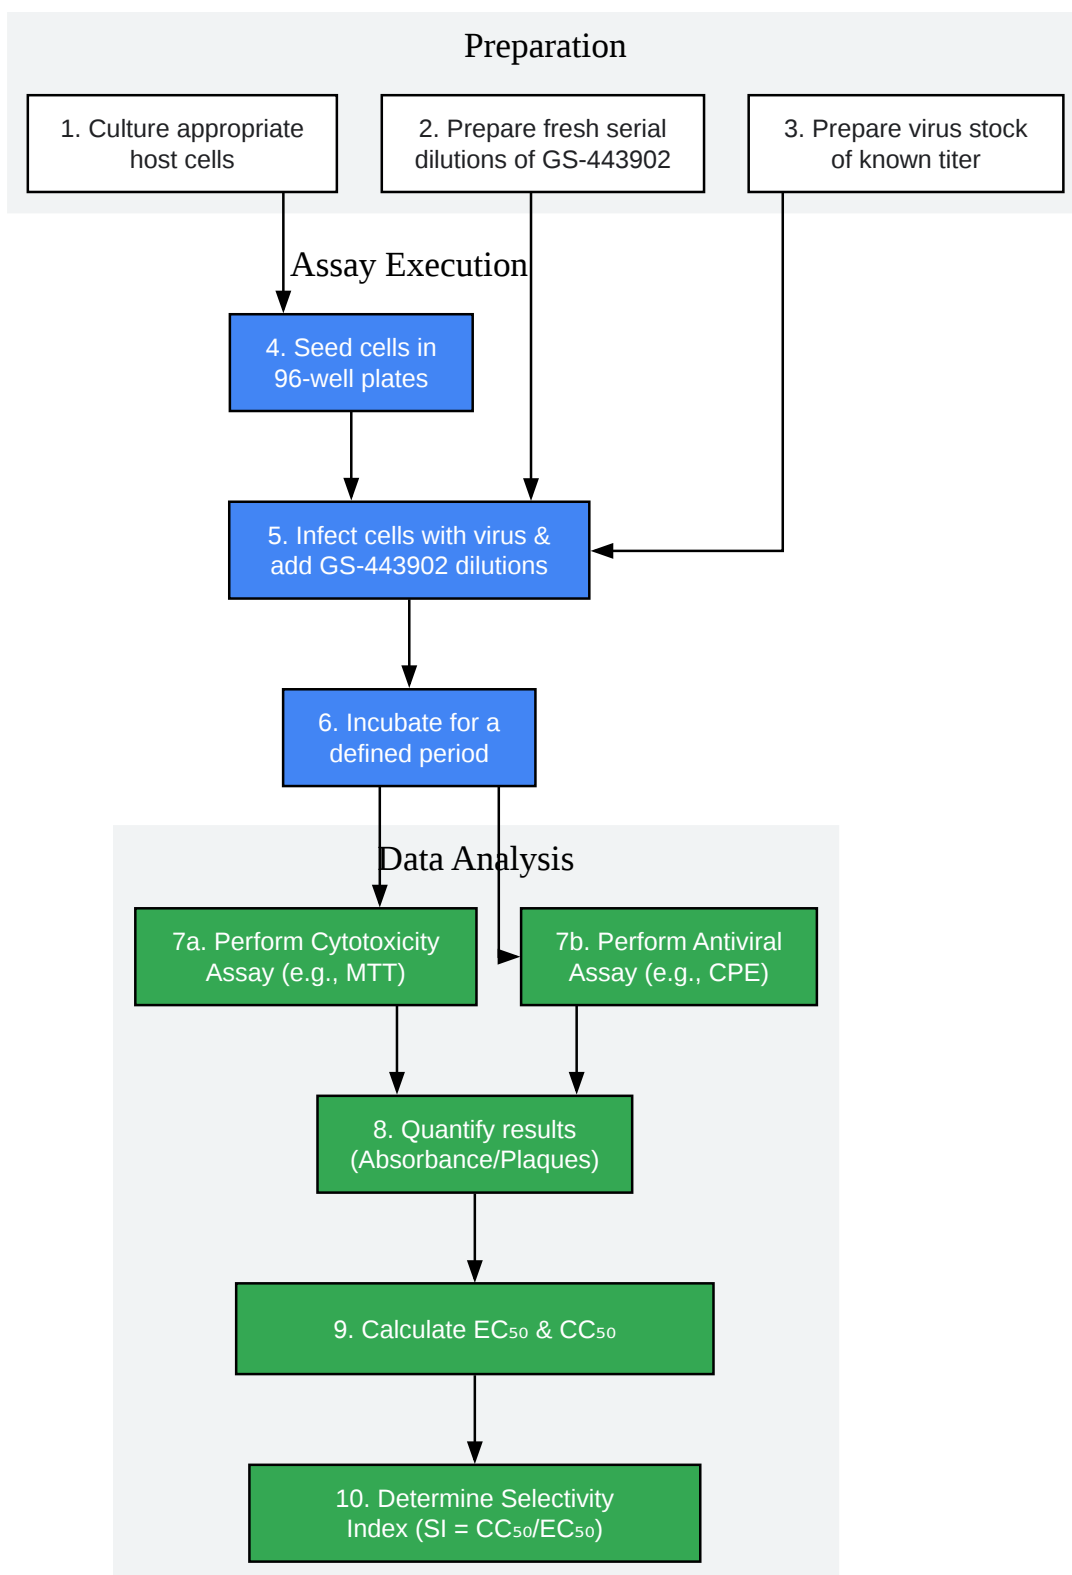 Preparation
1. Culture appropriate
host cells
2. Prepare fresh serial
dilutions of GS-443902
3. Prepare virus stock
of known titer
Assay Execution
4. Seed cells in
96-well plates
5. Infect cells with virus &
add GS-443902 dilutions
6. Incubate for a
defined period
Data Analysis
7a. Perform Cytotoxicity
Assay (e.g., MTT)
7b. Perform Antiviral
Assay (e.g., CPE)
8. Quantify results
(Absorbance/Plaques)
9. Calculate EC₅₀ & CC₅₀
10. Determine Selectivity
Index (SI = CC₅₀/EC₅₀)